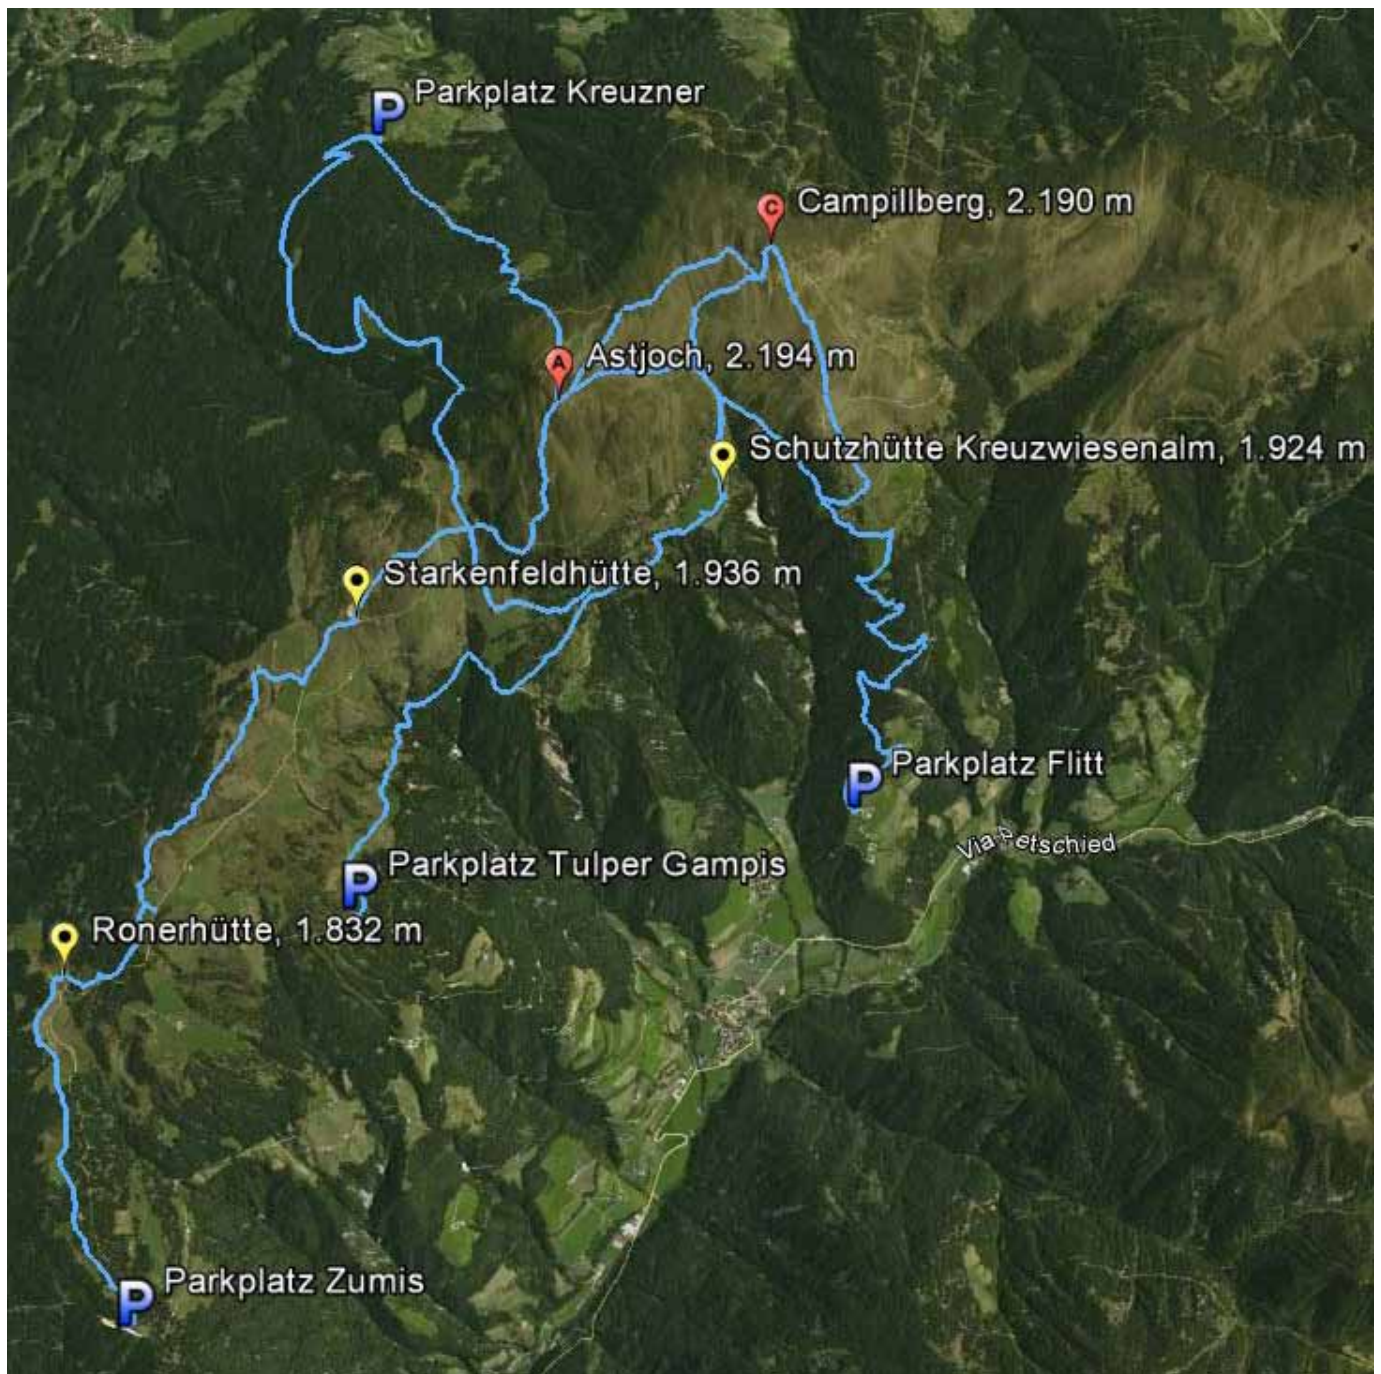 Parkplatz Kreuzner
Campillberg, 2.190 m
Astjoch, 2.194 m
Schutzhütte Kreuzwiesenalm, 1.924 m
Starkenfeldhütte, 1.936 m
Parkplatz Flitt
Via Petschied
Parkplatz Tulper Gampis
Ronerhütte, 1.832 m
Parkplatz Zumis
P
C
A
P
P
P